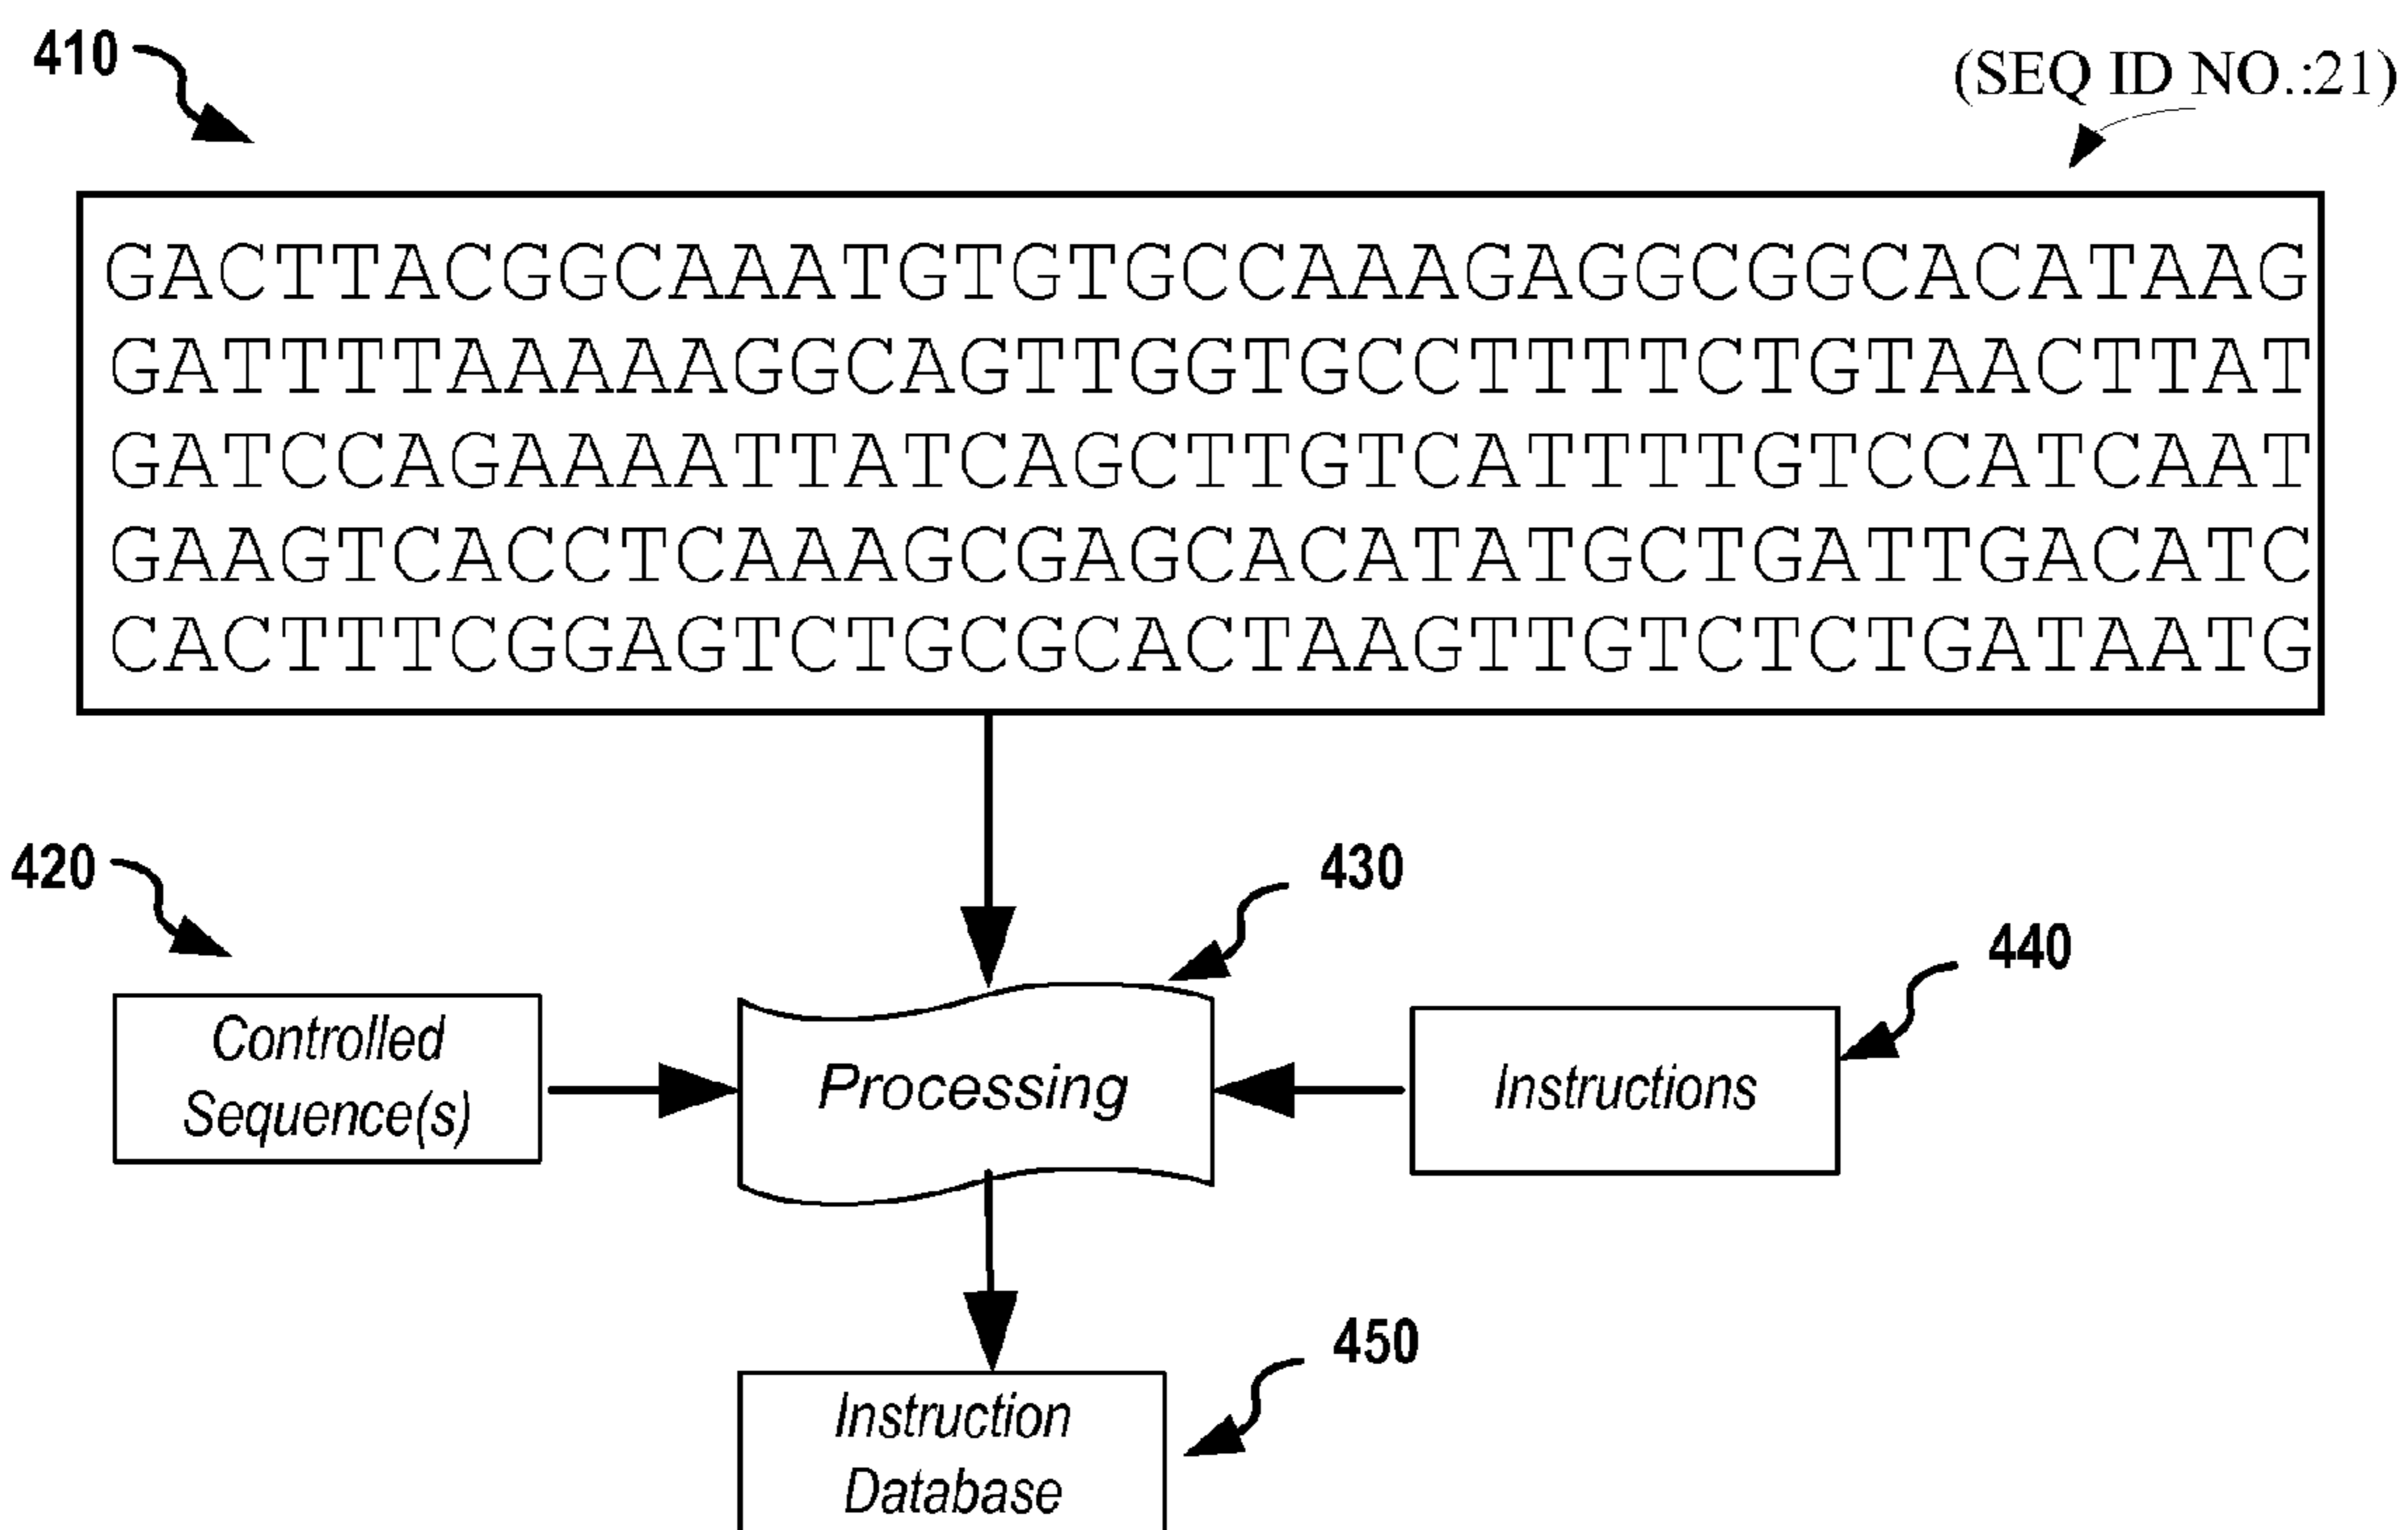 410
(SEQ ID NO.:21)
GACTTACGGCAAATGTGTGCCAAAGAGGCGGCACATAAG
GATTTTAAAAAGGCAGTTGGTGCCTTTTCTGTAACTTAT
GATCCAGAAAATTATCAGCTTGTCATTTTGTCCATCAAT
GAAGTCACCTCAAAGCGAGCACATATGCTGATTGACATC
CACTTTCGGAGTCTGCGCACTAAGTTGTCTCTGATAATG
420
430
440
Controlled
Sequence(s)
Processing
Instructions
450
Instruction
Database